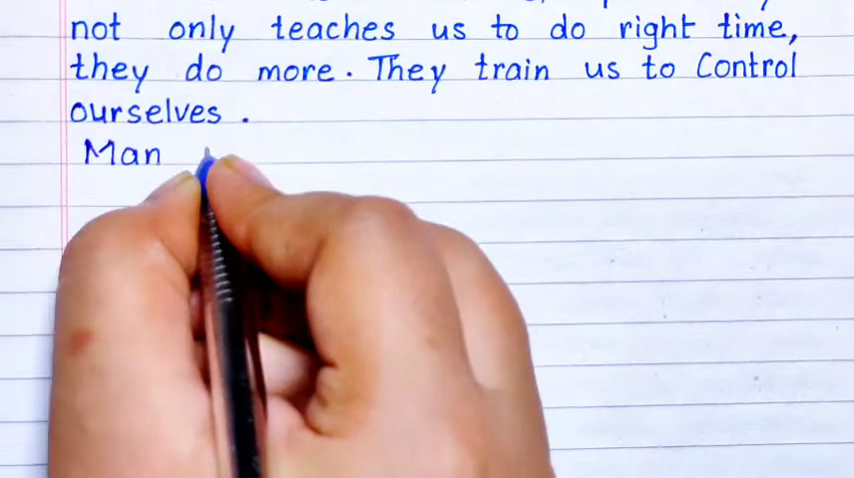 not only teaches us to do right time,
they do more. They train us to Control
ourselves.
Man